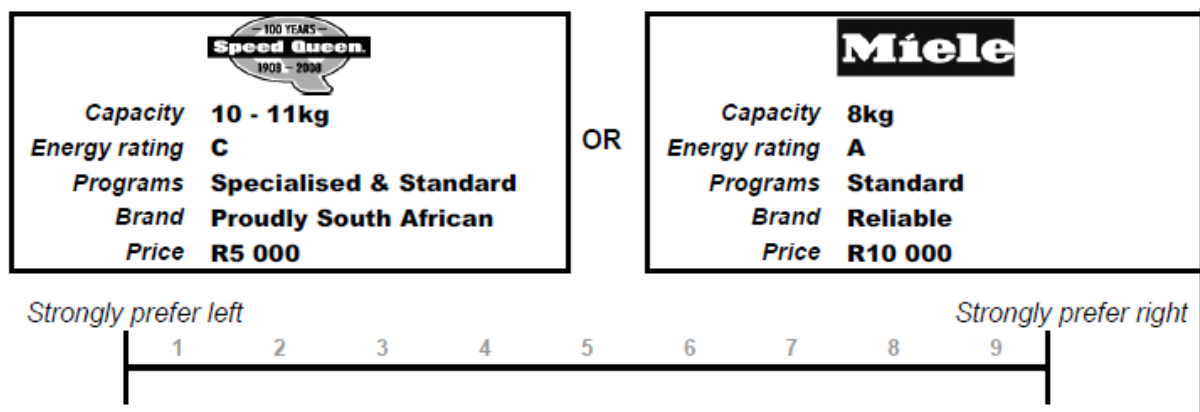 – 100 YEARS –
Speed Queen.
1908 – 2008
Capacity 10 - 11kg
Energy rating C
Programs Specialised & Standard
Brand Proudly South African
Price R5 000
OR
Miele
Capacity 8kg
Energy rating A
Programs Standard
Brand Reliable
Price R10 000
Strongly prefer left
Strongly prefer right
1 2 3 4 5 6 7 8 9